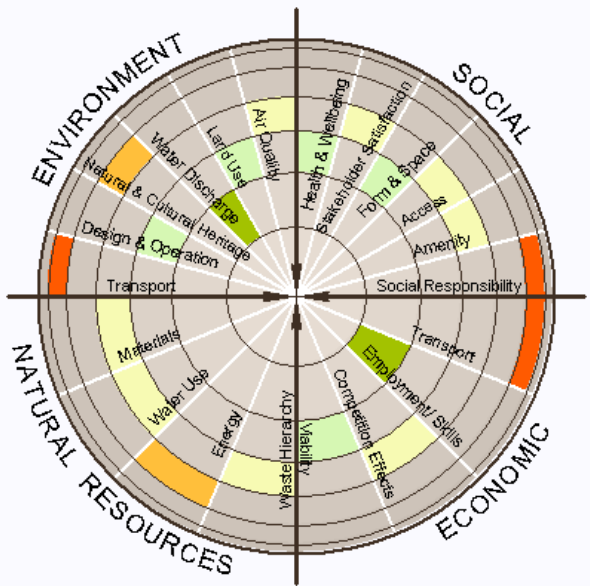 ENVIRONMENT
SOCIAL
Air Quality
Land Use
Water Discharge
Natural & Cultural Heritage
Design & Operation
Transport
Health & Wellbeing
Stakeholder Satisfaction
Form & Space
Access
Amenity
Social Responsibility
Materials
Water Use
Energy
Waste Hierarchy
Transport
Employment/ Skills
Competition Effects
Viability
NATURAL RESOURCES
ECONOMIC